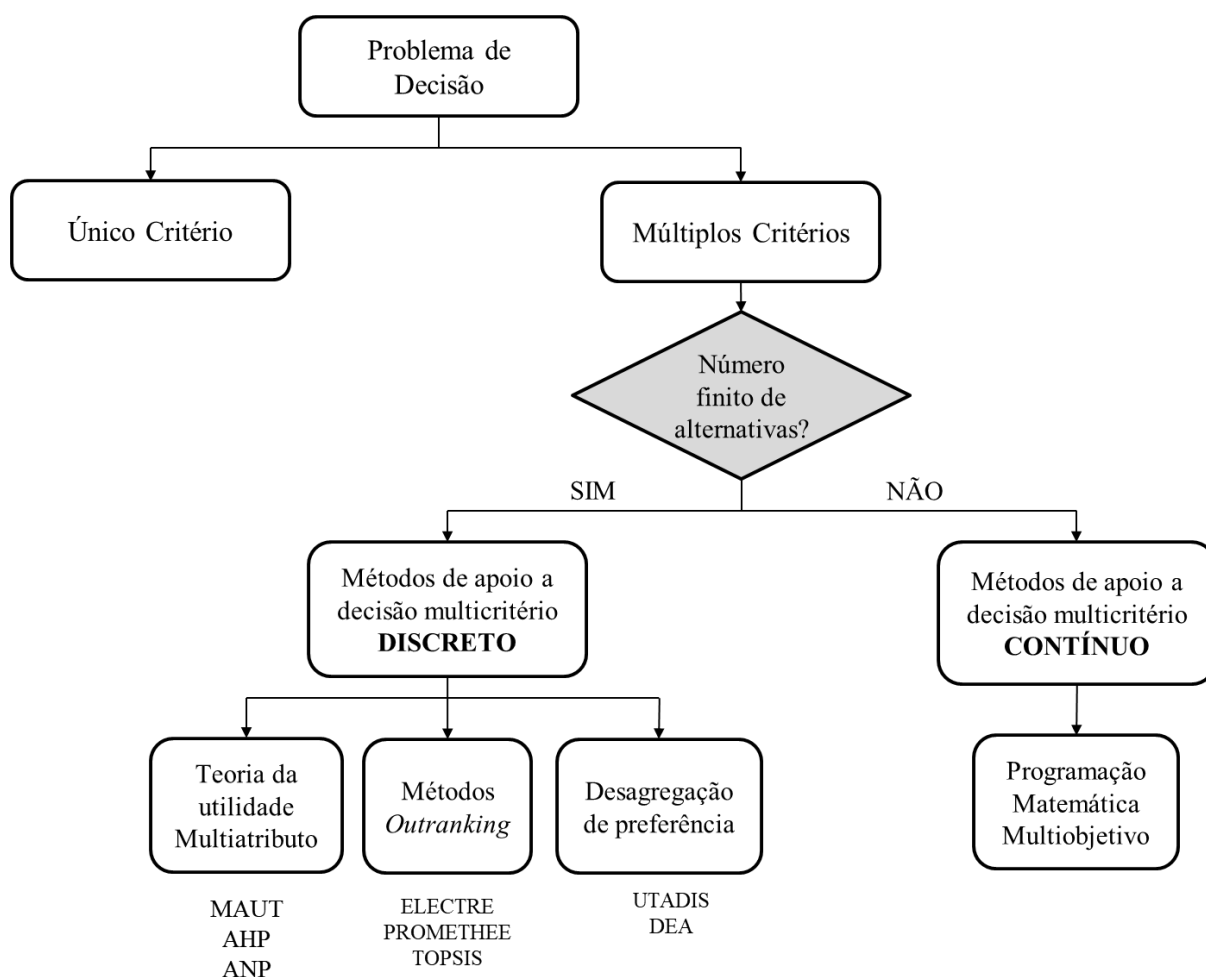 Problema de
Decisão
Único Critério
Múltiplos Critérios
Número
finito de
alternativas?
SIM
NÃO
Métodos de apoio a
decisão multicritério
DISCRETO
Métodos de apoio a
decisão multicritério
CONTÍNUO
Teoria da
utilidade
Multiatributo
Métodos
Outranking
Desagregação
de preferência
Programação
Matemática
Multiobjetivo
MAUT
AHP
ANP
ELECTRE
PROMETHEE
TOPSIS
UTADIS
DEA